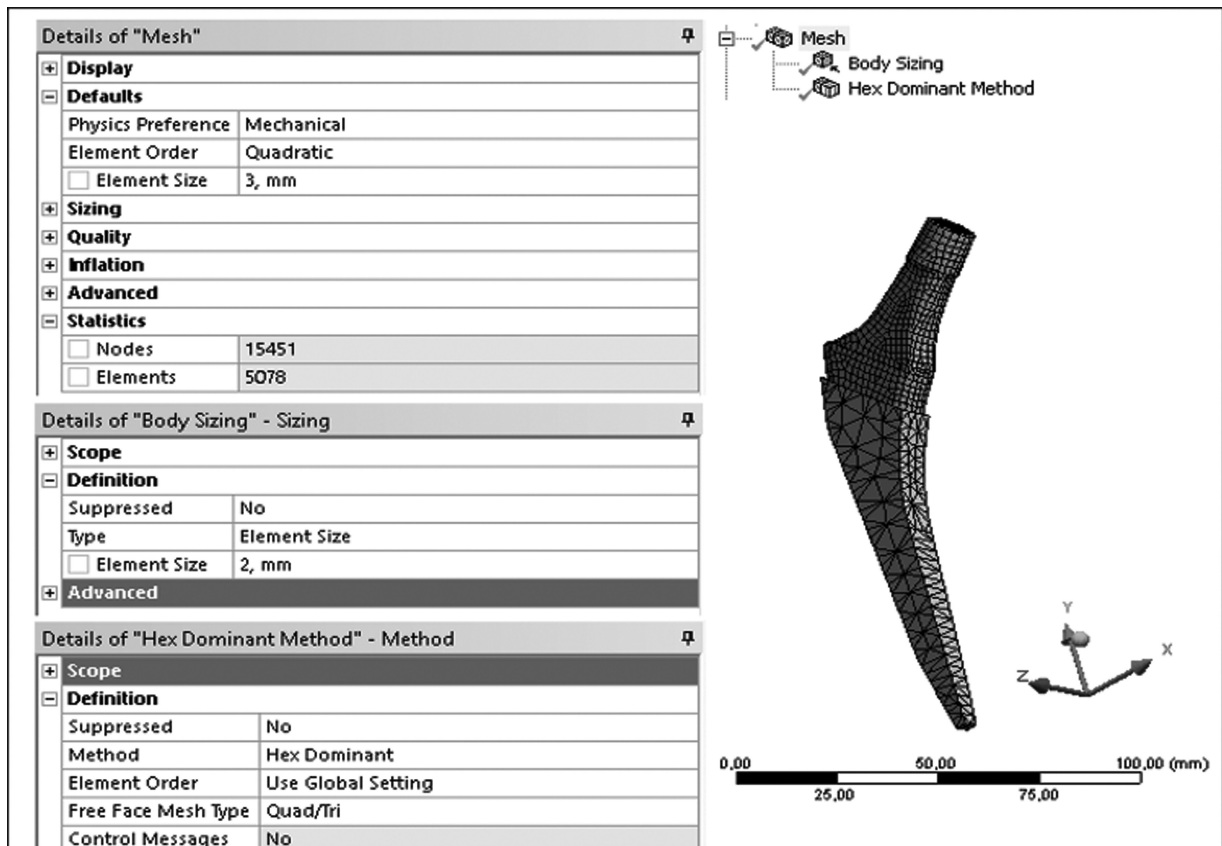 Details of "Mesh"
Display
Defaults
Physics Preference Mechanical
Element Order Quadratic
Element Size 3, mm
Sizing
Quality
Inflation
Advanced
Statistics
Nodes 15451
Elements 5078
Details of "Body Sizing" - Sizing
Scope
Definition
Suppressed No
Type Element Size
Element Size 2, mm
Advanced
Details of "Hex Dominant Method" - Method
Scope
Definition
Suppressed No
Method Hex Dominant
Element Order Use Global Setting
Free Face Mesh Type Quad/Tri
Control Messages No
Mesh
Body Sizing
Hex Dominant Method
Y
X
Z
0,00 50,00 100,00 (mm)
25,00 75,00